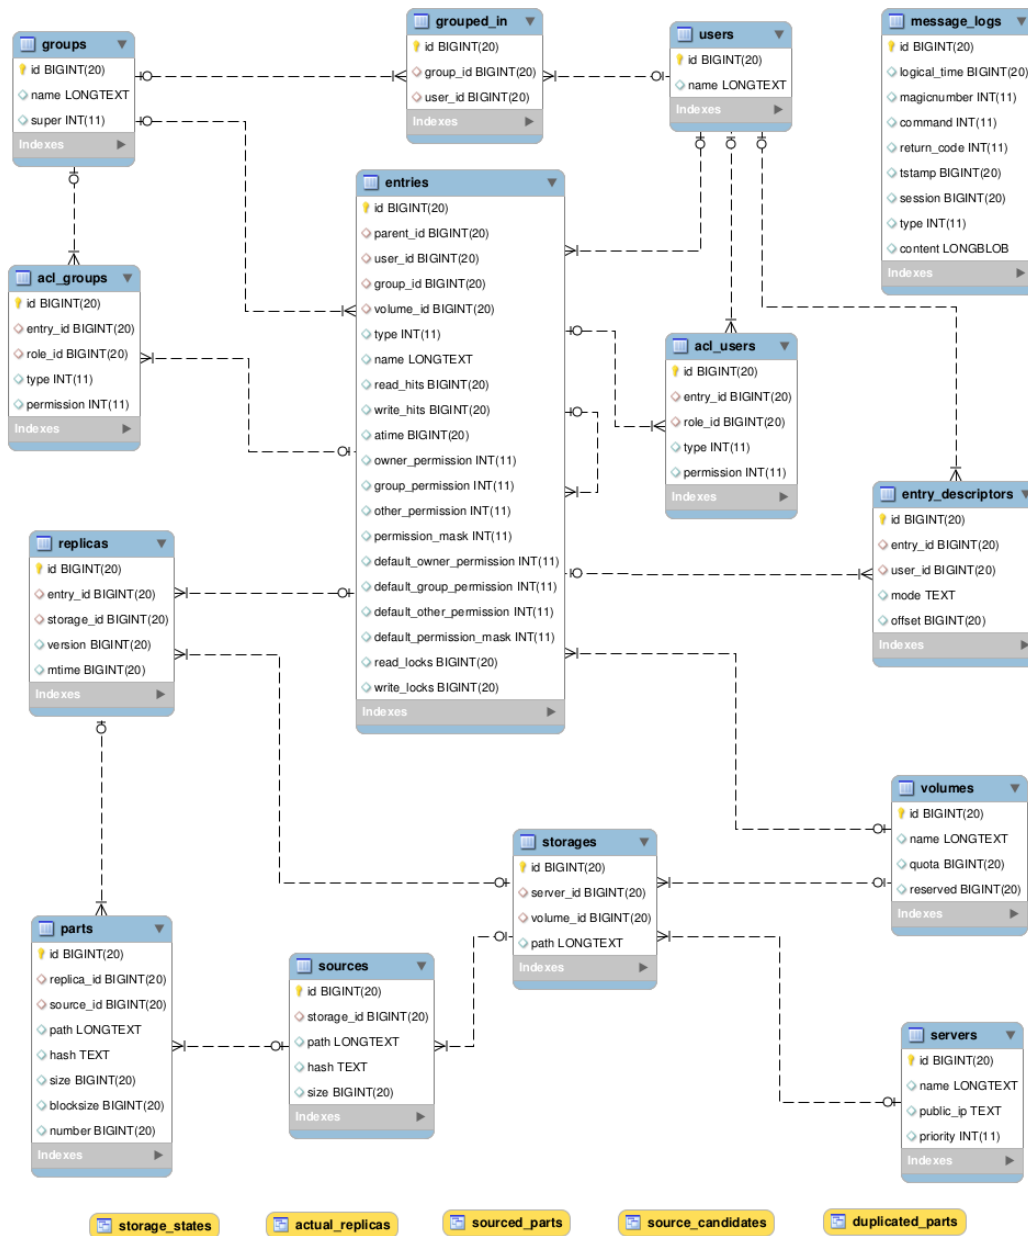 groups
id BIGINT(20)
name LONGTEXT
super INT(11)
Indexes
grouped_in
id BIGINT(20)
group_id BIGINT(20)
user_id BIGINT(20)
Indexes
users
id BIGINT(20)
name LONGTEXT
Indexes
message_logs
id BIGINT(20)
logical_time BIGINT(20)
magicnumber INT(11)
command INT(11)
return_code INT(11)
tstamp BIGINT(20)
session BIGINT(20)
type INT(11)
content LONGBLOB
Indexes
entries
id BIGINT(20)
parent_id BIGINT(20)
user_id BIGINT(20)
group_id BIGINT(20)
volume_id BIGINT(20)
type INT(11)
name LONGTEXT
read_hits BIGINT(20)
write_hits BIGINT(20)
atime BIGINT(20)
owner_permission INT(11)
group_permission INT(11)
other_permission INT(11)
permission_mask INT(11)
default_owner_permission INT(11)
default_group_permission INT(11)
default_other_permission INT(11)
default_permission_mask INT(11)
read_locks BIGINT(20)
write_locks BIGINT(20)
Indexes
acl_groups
id BIGINT(20)
entry_id BIGINT(20)
role_id BIGINT(20)
type INT(11)
permission INT(11)
Indexes
acl_users
id BIGINT(20)
entry_id BIGINT(20)
role_id BIGINT(20)
type INT(11)
permission INT(11)
Indexes
entry_descriptors
id BIGINT(20)
entry_id BIGINT(20)
user_id BIGINT(20)
mode TEXT
offset BIGINT(20)
Indexes
replicas
id BIGINT(20)
entry_id BIGINT(20)
storage_id BIGINT(20)
version BIGINT(20)
mtime BIGINT(20)
Indexes
volumes
id BIGINT(20)
name LONGTEXT
quota BIGINT(20)
reserved BIGINT(20)
Indexes
storages
id BIGINT(20)
server_id BIGINT(20)
volume_id BIGINT(20)
path LONGTEXT
Indexes
parts
id BIGINT(20)
replica_id BIGINT(20)
source_id BIGINT(20)
path LONGTEXT
hash TEXT
size BIGINT(20)
blocksize BIGINT(20)
number BIGINT(20)
Indexes
sources
id BIGINT(20)
storage_id BIGINT(20)
path LONGTEXT
hash TEXT
size BIGINT(20)
Indexes
servers
id BIGINT(20)
name LONGTEXT
public_ip TEXT
priority INT(11)
Indexes
storage_states
actual_replicas
sourced_parts
source_candidates
duplicated_parts